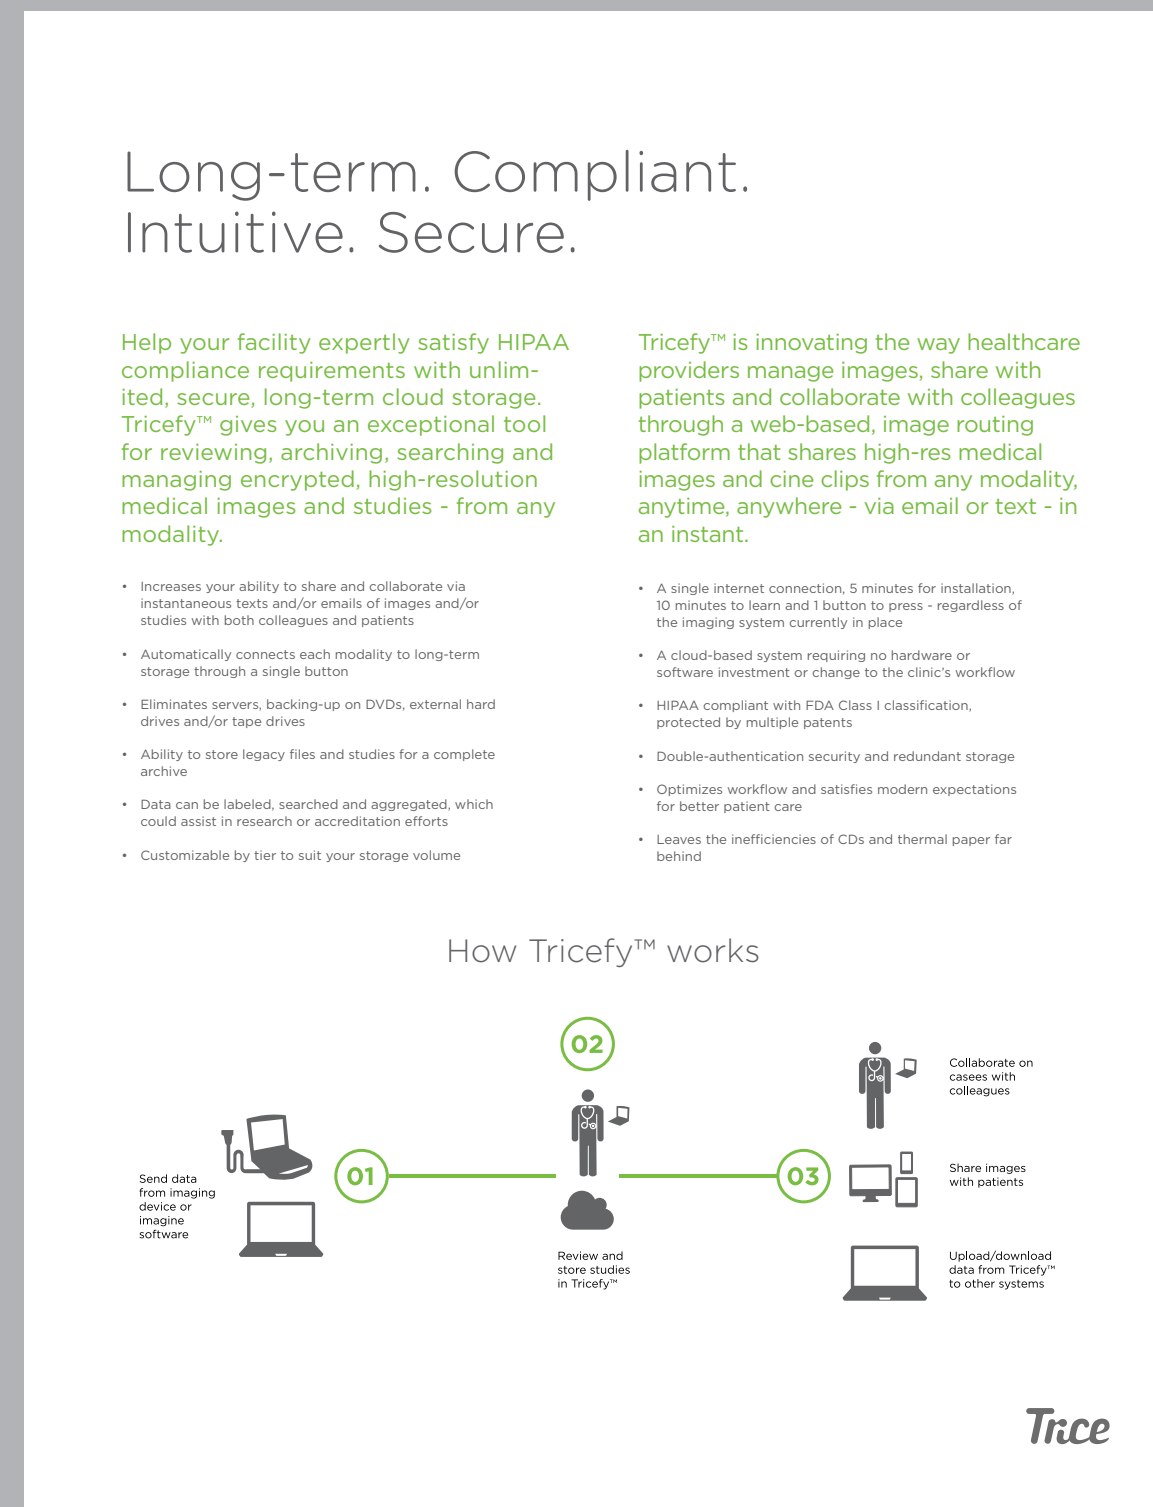 Long-term. Compliant.
Intuitive. Secure.
Help your facility expertly satisfy HIPAA
compliance requirements with unlim-
ited, secure, long-term cloud storage.
Tricefy™ gives you an exceptional tool
for reviewing, archiving, searching and
managing encrypted, high-resolution
medical images and studies - from any
modality.
• Increases your ability to share and collaborate via
instantaneous texts and/or emails of images and/or
studies with both colleagues and patients
• Automatically connects each modality to long-term
storage through a single button
• Eliminates servers, backing-up on DVDs, external hard
drives and/or tape drives
• Ability to store legacy files and studies for a complete
archive
• Data can be labeled, searched and aggregated, which
could assist in research or accreditation efforts
• Customizable by tier to suit your storage volume
Tricefy™ is innovating the way healthcare
providers manage images, share with
patients and collaborate with colleagues
through a web-based, image routing
platform that shares high-res medical
images and cine clips from any modality,
anytime, anywhere - via email or text - in
an instant.
• A single internet connection, 5 minutes for installation,
10 minutes to learn and 1 button to press - regardless of
the imaging system currently in place
• A cloud-based system requiring no hardware or
software investment or change to the clinic's workflow
• HIPAA compliant with FDA Class I classification,
protected by multiple patents
• Double-authentication security and redundant storage
• Optimizes workflow and satisfies modern expectations
for better patient care
• Leaves the inefficiencies of CDs and thermal paper far
behind
How Tricefy™ works
Send data
from imaging
device or
imagine
software
01
02
Review and
store studies
in Tricefy™
03
Collaborate on
casees with
colleagues
Share images
with patients
Upload/download
data from Tricefy™
to other systems
Trice